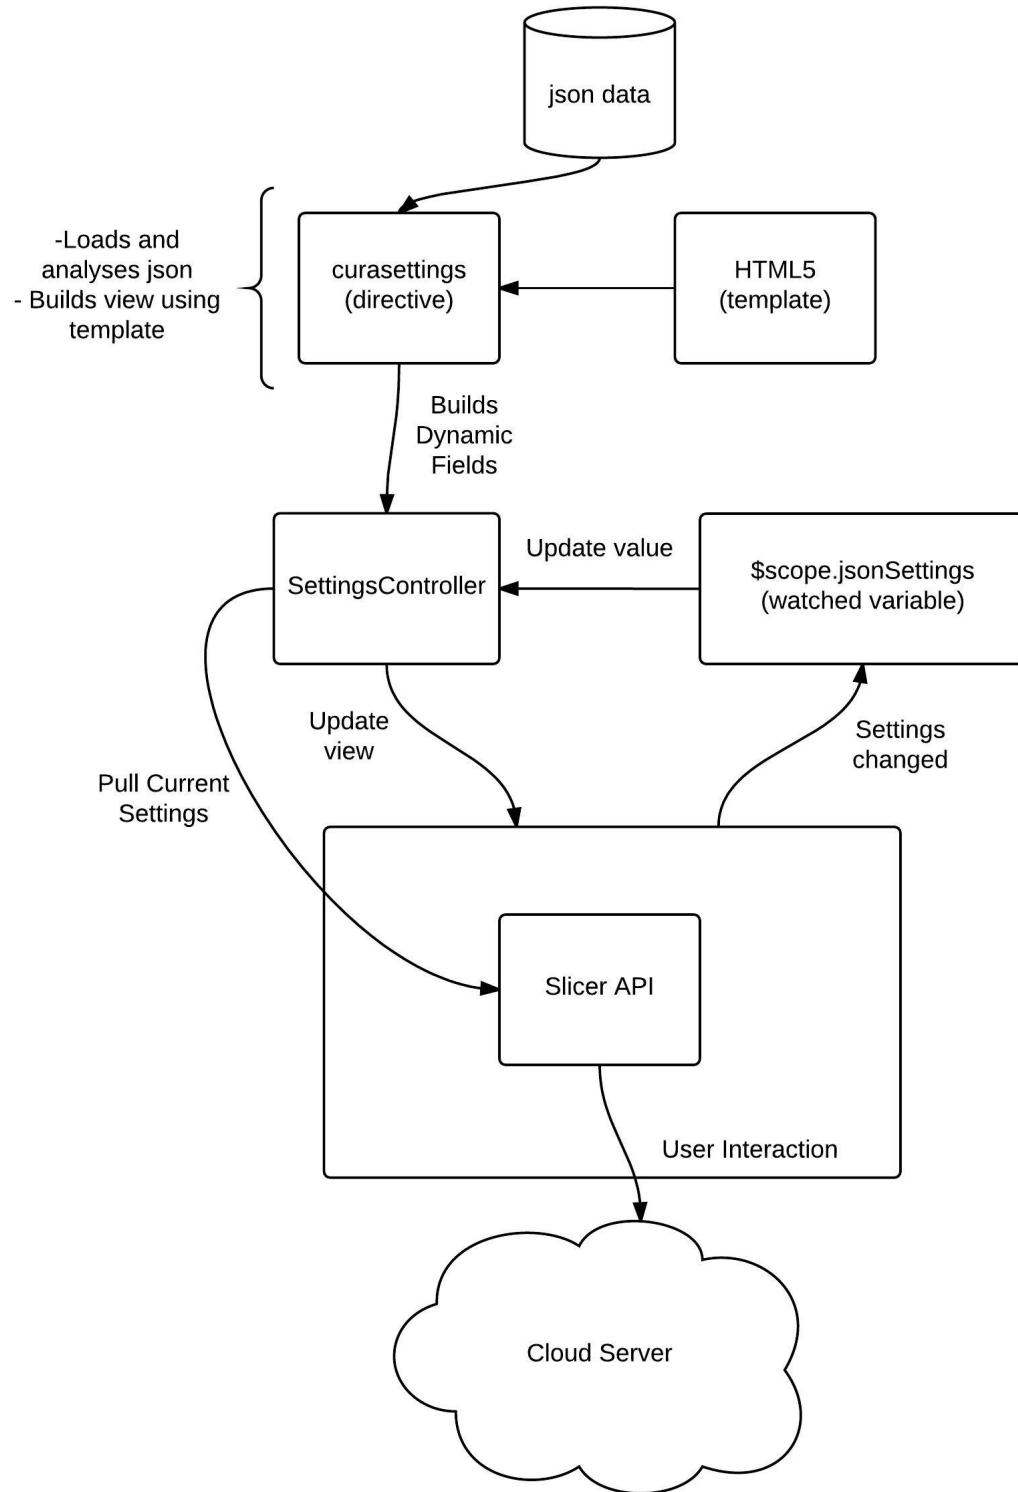 json data
-Loads and
analyses json
- Builds view using
template
curasettings
(directive)
HTML5
(template)
Builds
Dynamic
Fields
SettingsController
Update value
$scope.jsonSettings
(watched variable)
Update
view
Settings
changed
Pull Current
Settings
Slicer API
User Interaction
Cloud Server